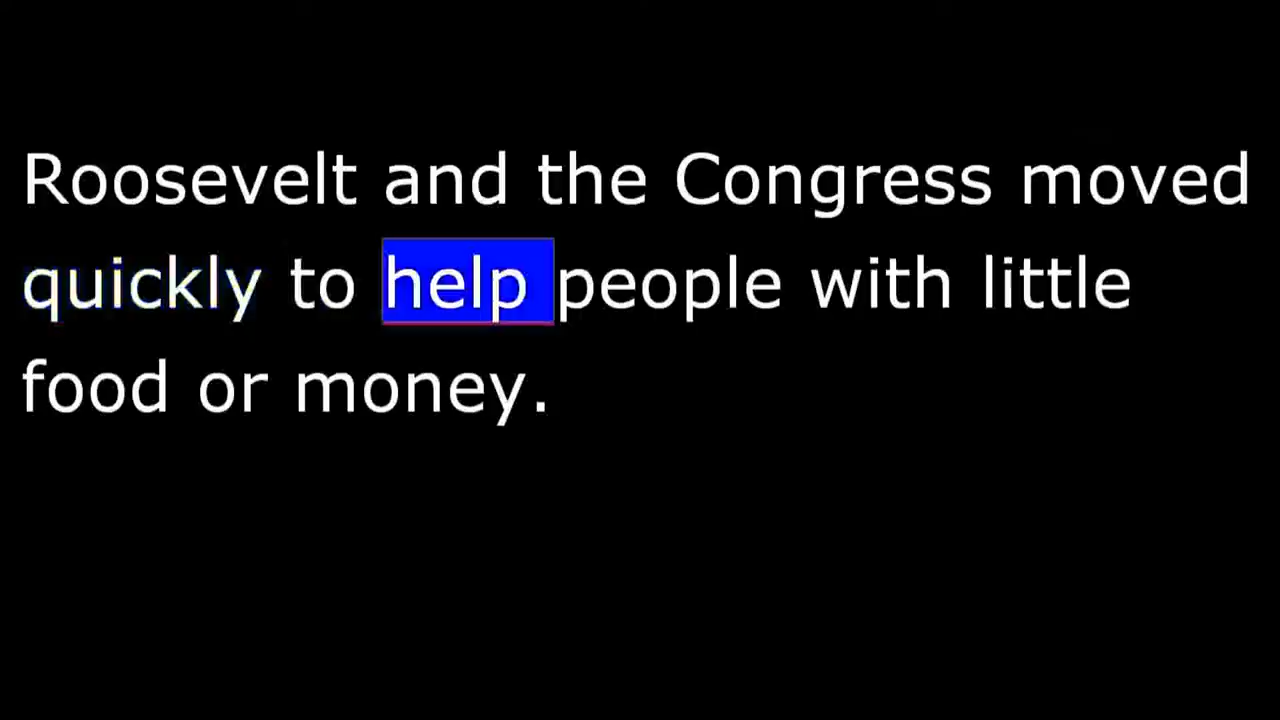 Roosevelt and the Congress moved
quickly to help people with little
food or money.